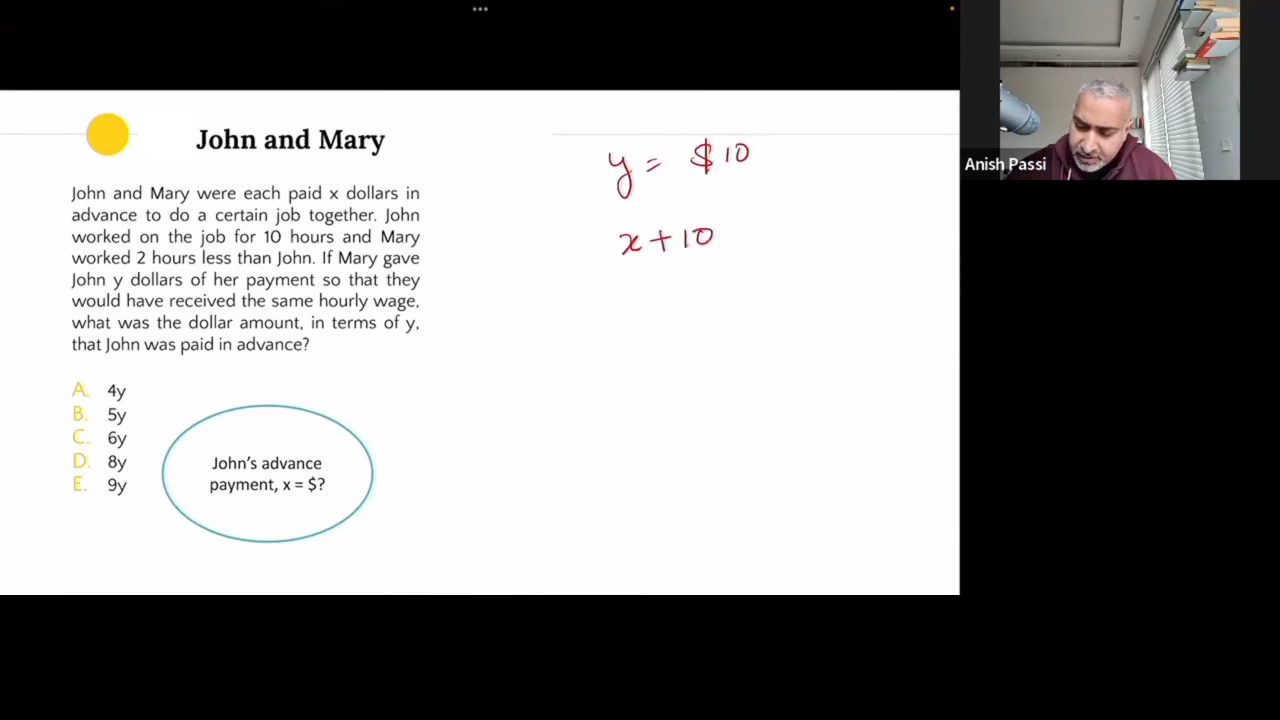 John and Mary
John and Mary were each paid x dollars in
advance to do a certain job together. John
worked on the job for 10 hours and Mary
worked 2 hours less than John. If Mary gave
John y dollars of her payment so that they
would have received the same hourly wage,
what was the dollar amount, in terms of y,
that John was paid in advance?
A. 4y
B. 5y
C. 6y
D. 8y
E. 9y
John's advance
payment, x = $?
y = $10
x + 10
Anish Passi